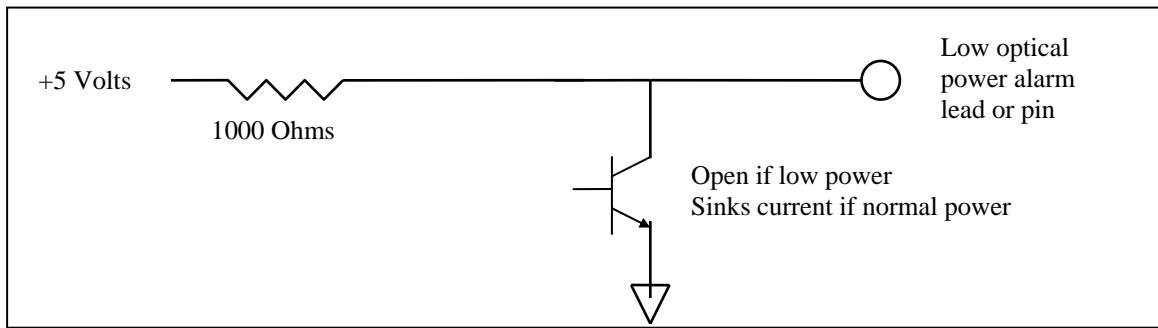 +5 Volts
1000 Ohms
Low optical
power alarm
lead or pin
Open if low power
Sinks current if normal power